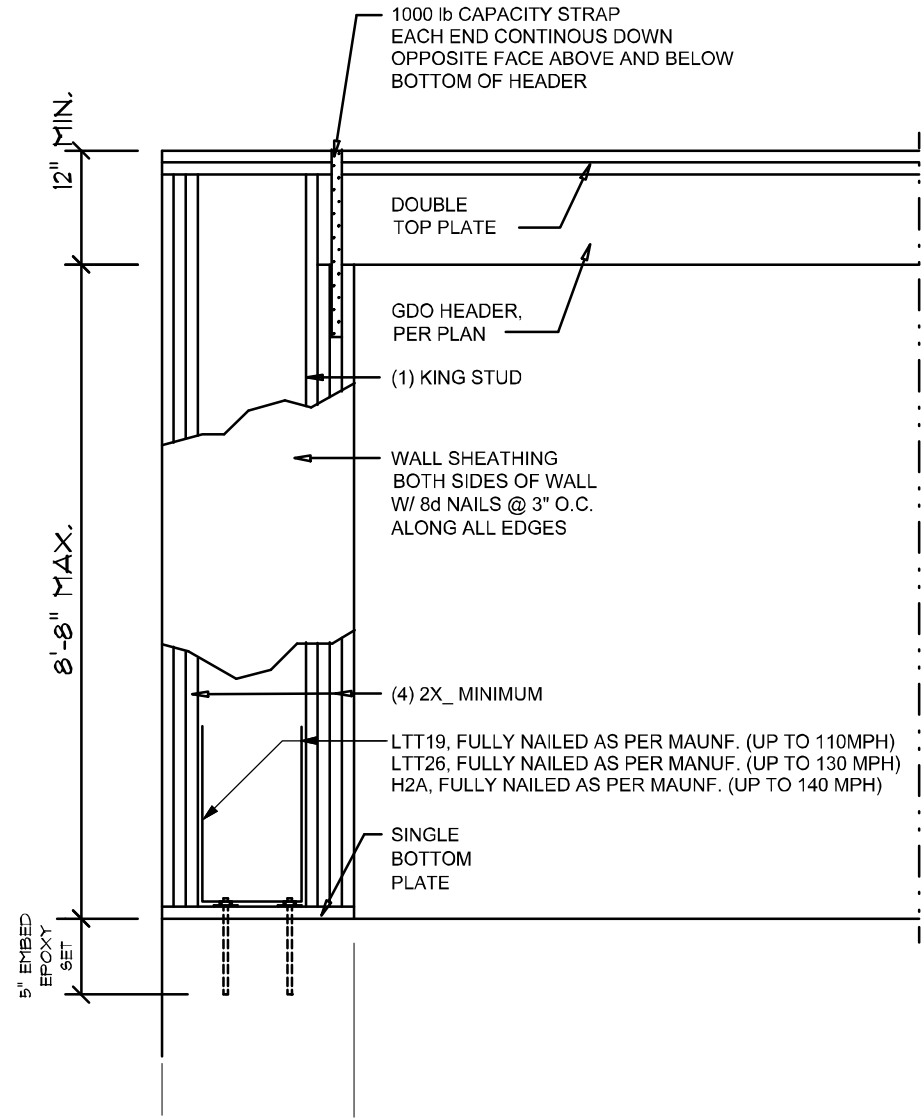 1000 lb CAPACITY STRAP
EACH END CONTINOUS DOWN
OPPOSITE FACE ABOVE AND BELOW
BOTTOM OF HEADER
12" MIN.
DOUBLE
TOP PLATE
GDO HEADER,
PER PLAN
(1) KING STUD
WALL SHEATHING
BOTH SIDES OF WALL
W/ 8d NAILS @ 3" O.C.
ALONG ALL EDGES
8'-8" MAX.
(4) 2X_ MINIMUM
LTT19, FULLY NAILED AS PER MAUNF. (UP TO 110MPH)
LTT26, FULLY NAILED AS PER MANUF. (UP TO 130 MPH)
H2A, FULLY NAILED AS PER MAUNF. (UP TO 140 MPH)
SINGLE
BOTTOM
PLATE
5" EMBED
EPOXY
SET